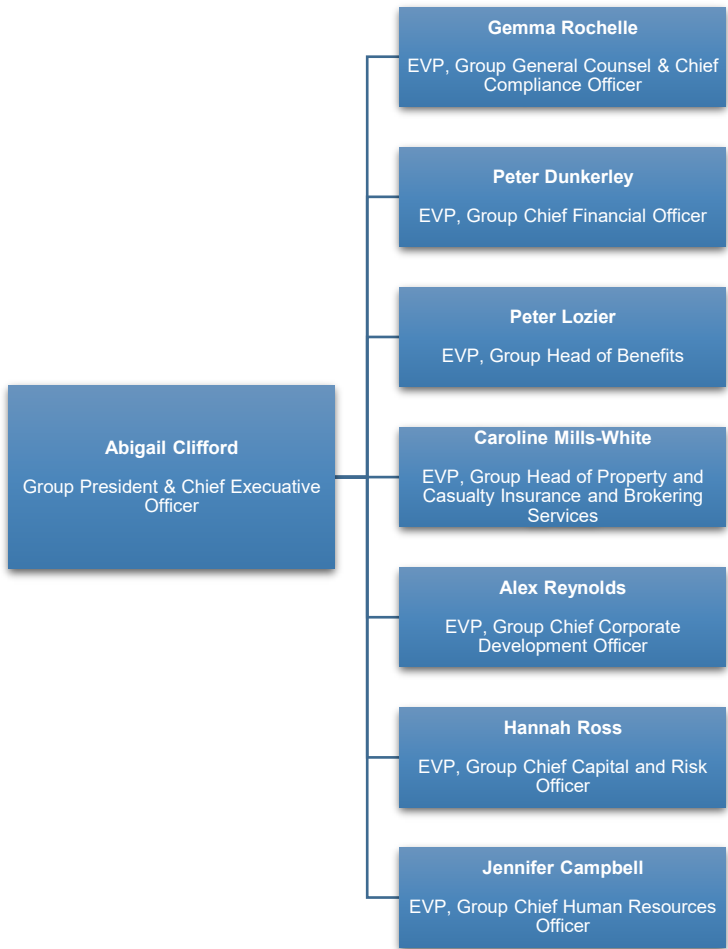 Gemma Rochelle
EVP, Group General Counsel & Chief
Compliance Officer
Peter Dunkerley
EVP, Group Chief Financial Officer
Peter Lozier
EVP, Group Head of Benefits
Abigail Clifford
Group President & Chief Execuative
Officer
Caroline Mills-White
EVP, Group Head of Property and
Casualty Insurance and Brokering
Services
Alex Reynolds
EVP, Group Chief Corporate
Development Officer
Hannah Ross
EVP, Group Chief Capital and Risk
Officer
Jennifer Campbell
EVP, Group Chief Human Resources
Officer